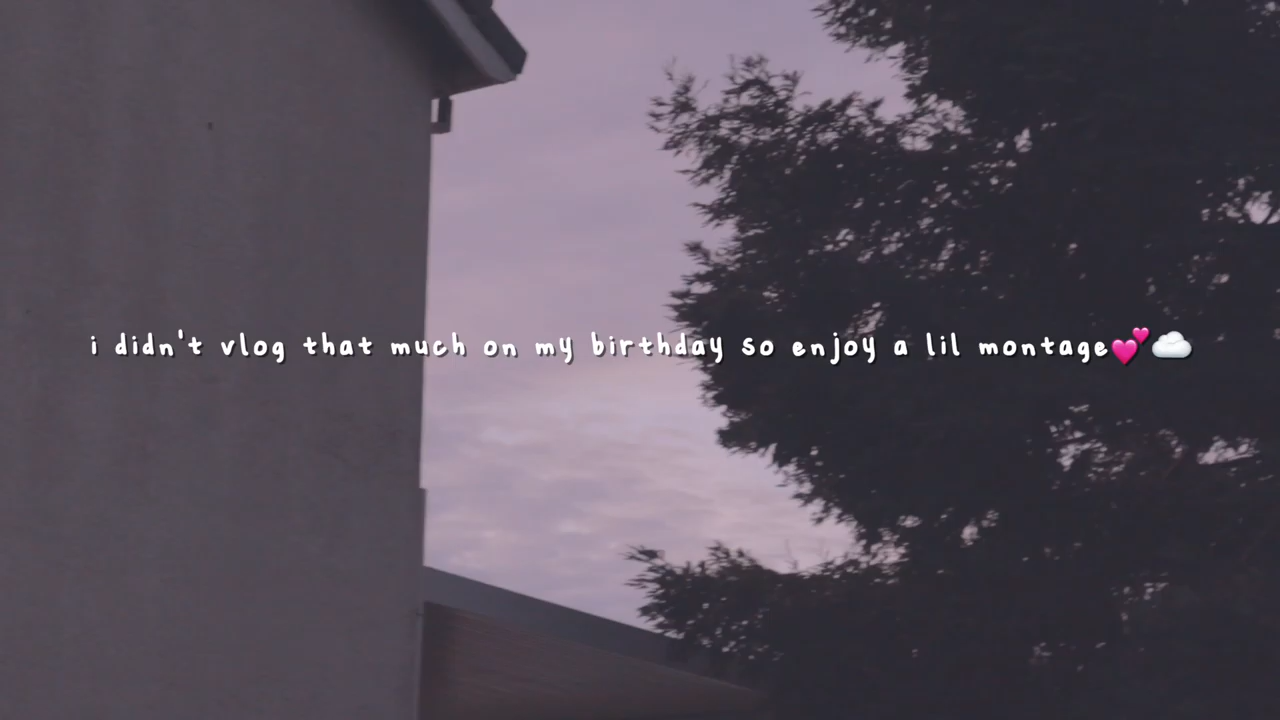 i didn't vlog that much on my birthday so enjoy a lil montage💕☁️